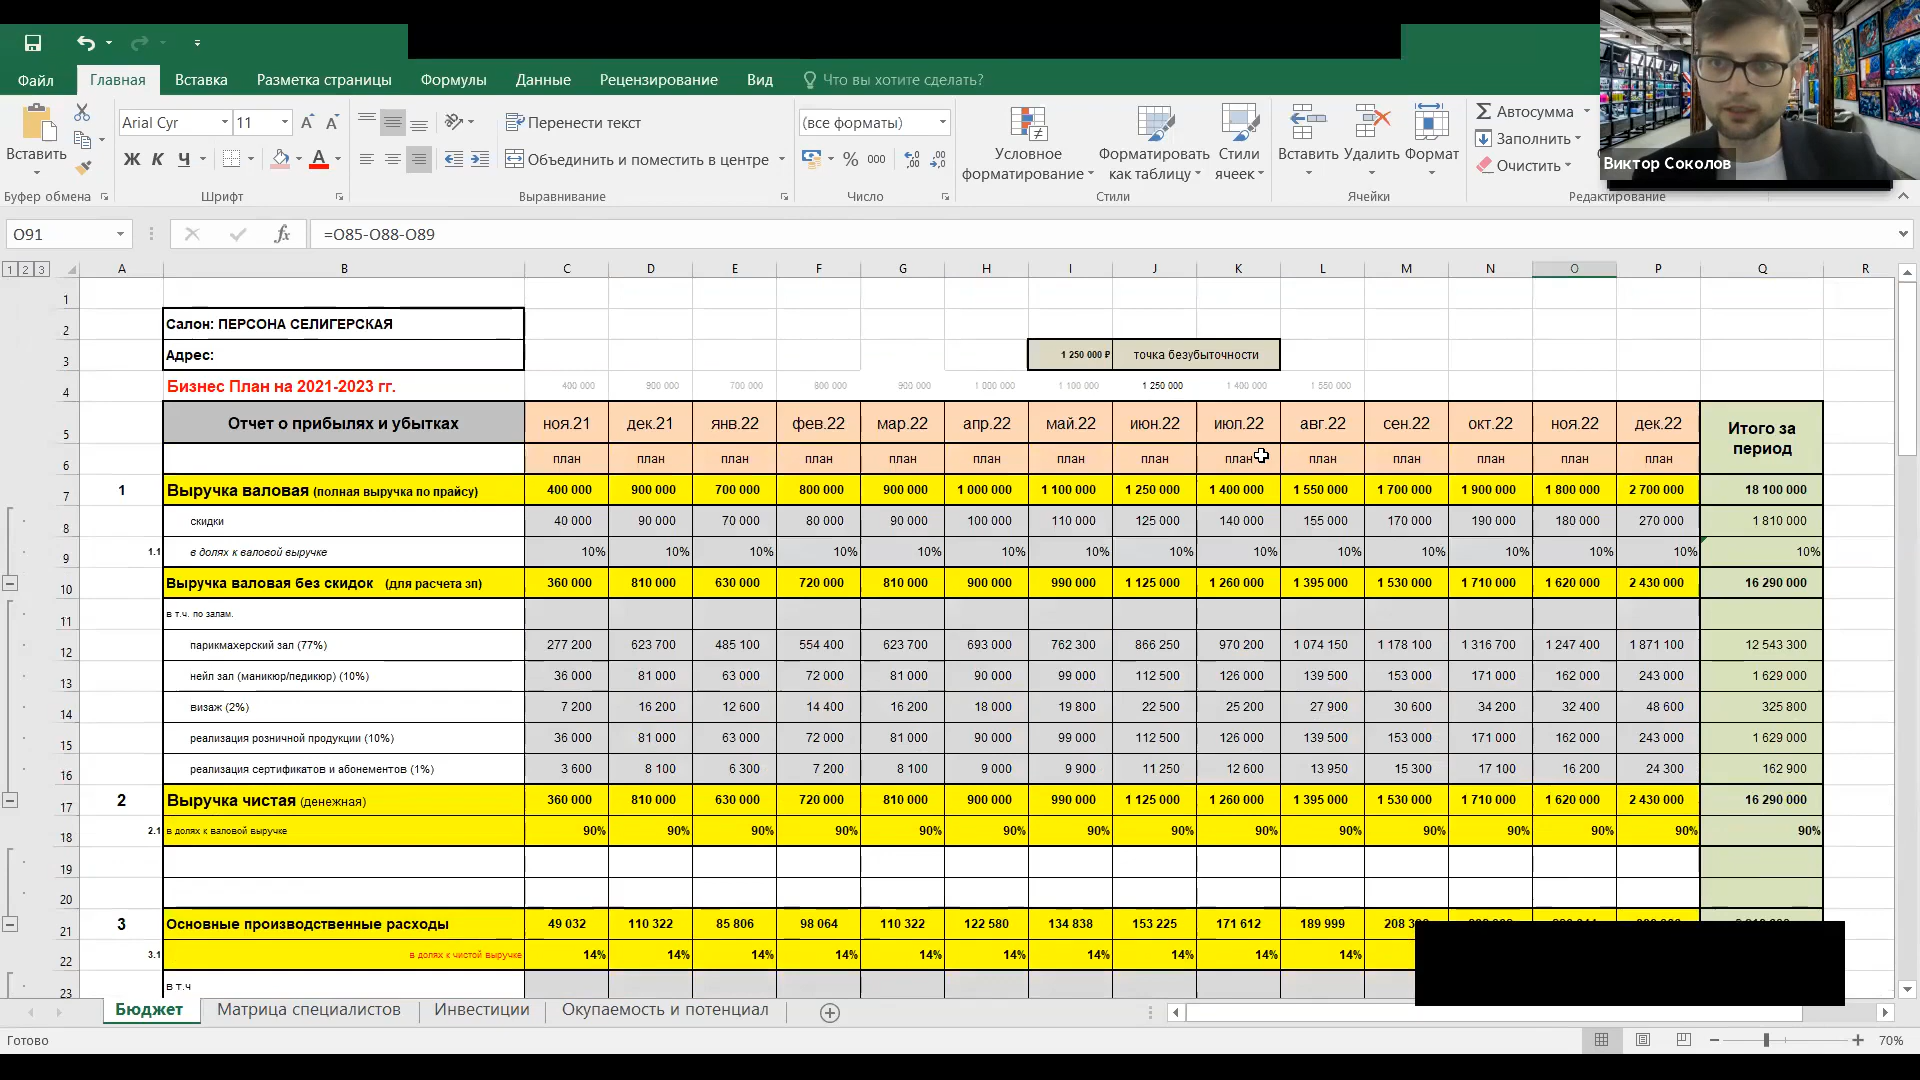 Файл Главная Вставка Разметка страницы Формулы Данные Рецензирование Вид Что вы хотите сделать?
Вставить
Arial Cyr 11
Ж К Ч
Перенести текст
Объединить и поместить в центре
(все форматы)
% 000
Условное форматирование
Форматировать как таблицу
Стили ячеек
Вставить Удалить Формат
Автосумма
Заполнить
Очистить
Виктор Соколов
Буфер обмена Шрифт Выравнивание Число Стили Ячейки Редактирование
O91 fx =O85-O88-O89
1 2 3 A B C D E F G H I J K L M N O P Q R
1
2 Салон: ПЕРСОНА СЕЛИГЕРСКАЯ
3 Адрес: 1 250 000 ₽ точка безубыточности
4 Бизнес План на 2021-2023 гг. 400 000 900 000 700 000 800 000 900 000 1 000 000 1 100 000 1 250 000 1 400 000 1 550 000
5 Отчет о прибылях и убытках ноя.21 дек.21 янв.22 фев.22 мар.22 апр.22 май.22 июн.22 июл.22 авг.22 сен.22 окт.22 ноя.22 дек.22 Итого за период
6 план план план план план план план план план план план план план план
7 1 Выручка валовая (полная выручка по прайсу) 400 000 900 000 700 000 800 000 900 000 1 000 000 1 100 000 1 250 000 1 400 000 1 550 000 1 700 000 1 900 000 1 800 000 2 700 000 18 100 000
8 скидки 40 000 90 000 70 000 80 000 90 000 100 000 110 000 125 000 140 000 155 000 170 000 190 000 180 000 270 000 1 810 000
9 1.1 в долях к валовой выручке 10% 10% 10% 10% 10% 10% 10% 10% 10% 10% 10% 10% 10% 10% 10%
10 Выручка валовая без скидок (для расчета зп) 360 000 810 000 630 000 720 000 810 000 900 000 990 000 1 125 000 1 260 000 1 395 000 1 530 000 1 710 000 1 620 000 2 430 000 16 290 000
11 в т.ч. по залам.
12 парикмахерский зал (77%) 277 200 623 700 485 100 554 400 623 700 693 000 762 300 866 250 970 200 1 074 150 1 178 100 1 316 700 1 247 400 1 871 100 12 543 300
13 нейл зал (маникюр/педикюр) (10%) 36 000 81 000 63 000 72 000 81 000 90 000 99 000 112 500 126 000 139 500 153 000 171 000 162 000 243 000 1 629 000
14 визаж (2%) 7 200 16 200 12 600 14 400 16 200 18 000 19 800 22 500 25 200 27 900 30 600 34 200 32 400 48 600 325 800
15 реализация розничной продукции (10%) 36 000 81 000 63 000 72 000 81 000 90 000 99 000 112 500 126 000 139 500 153 000 171 000 162 000 243 000 1 629 000
16 реализация сертификатов и абонементов (1%) 3 600 8 100 6 300 7 200 8 100 9 000 9 900 11 250 12 600 13 950 15 300 17 100 16 200 24 300 162 900
17 2 Выручка чистая (денежная) 360 000 810 000 630 000 720 000 810 000 900 000 990 000 1 125 000 1 260 000 1 395 000 1 530 000 1 710 000 1 620 000 2 430 000 16 290 000
18 2.1 в долях к валовой выручке 90% 90% 90% 90% 90% 90% 90% 90% 90% 90% 90% 90% 90% 90% 90%
19
20
21 3 Основные производственные расходы 49 032 110 322 85 806 98 064 110 322 122 580 134 838 153 225 171 612 189 999
22 3.1 в долях к чистой выручке 14% 14% 14% 14% 14% 14% 14% 14% 14% 14%
23 в т.ч
Бюджет Матрица специалистов Инвестиции Окупаемость и потенциал
Готово 70%